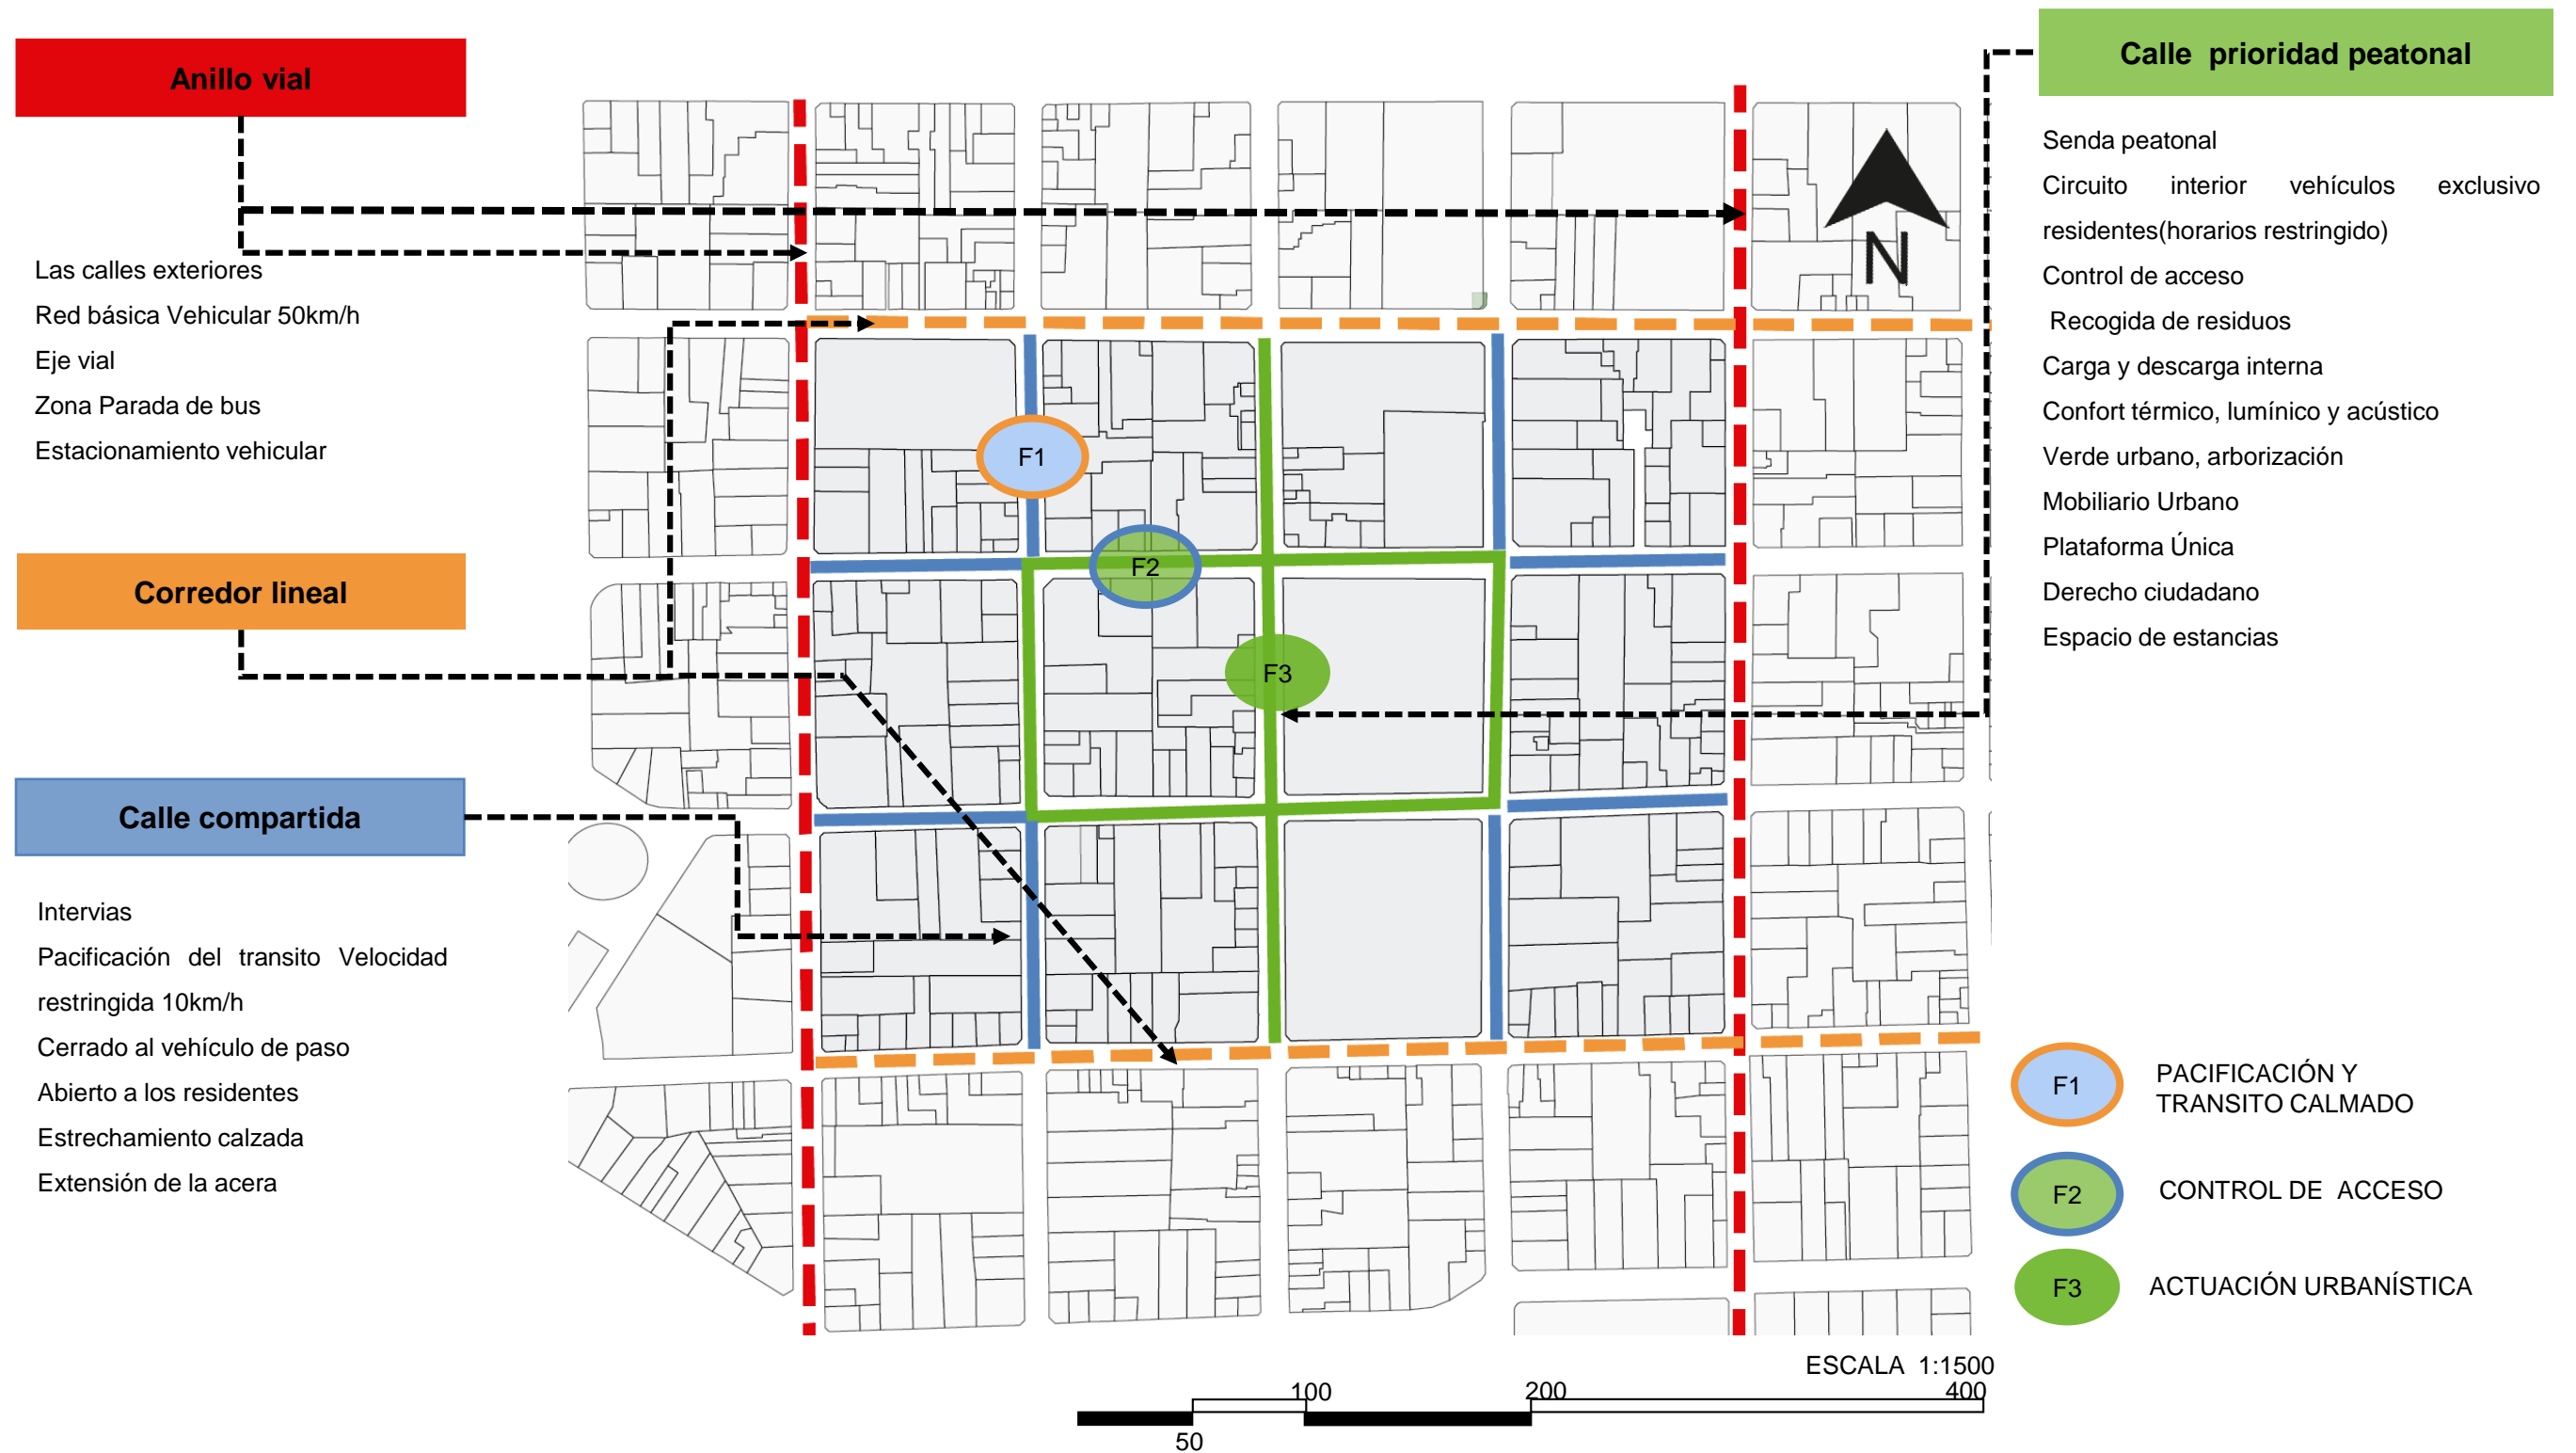 Anillo vial
Las calles exteriores
Red básica Vehicular 50km/h
Eje vial
Zona Parada de bus
Estacionamiento vehicular
Corredor lineal
Calle compartida
Intervias
Pacificación del transito Velocidad
restringida 10km/h
Cerrado al vehículo de paso
Abierto a los residentes
Estrechamiento calzada
Extensión de la acera
F1
F2
F3
N
Calle prioridad peatonal
Senda peatonal
Circuito interior vehículos exclusivo
residentes(horarios restringido)
Control de acceso
Recogida de residuos
Carga y descarga interna
Confort térmico, lumínico y acústico
Verde urbano, arborización
Mobiliario Urbano
Plataforma Única
Derecho ciudadano
Espacio de estancias
F1 PACIFICACIÓN Y
TRANSITO CALMADO
F2 CONTROL DE ACCESO
F3 ACTUACIÓN URBANÍSTICA
ESCALA 1:1500
100 200 400
50